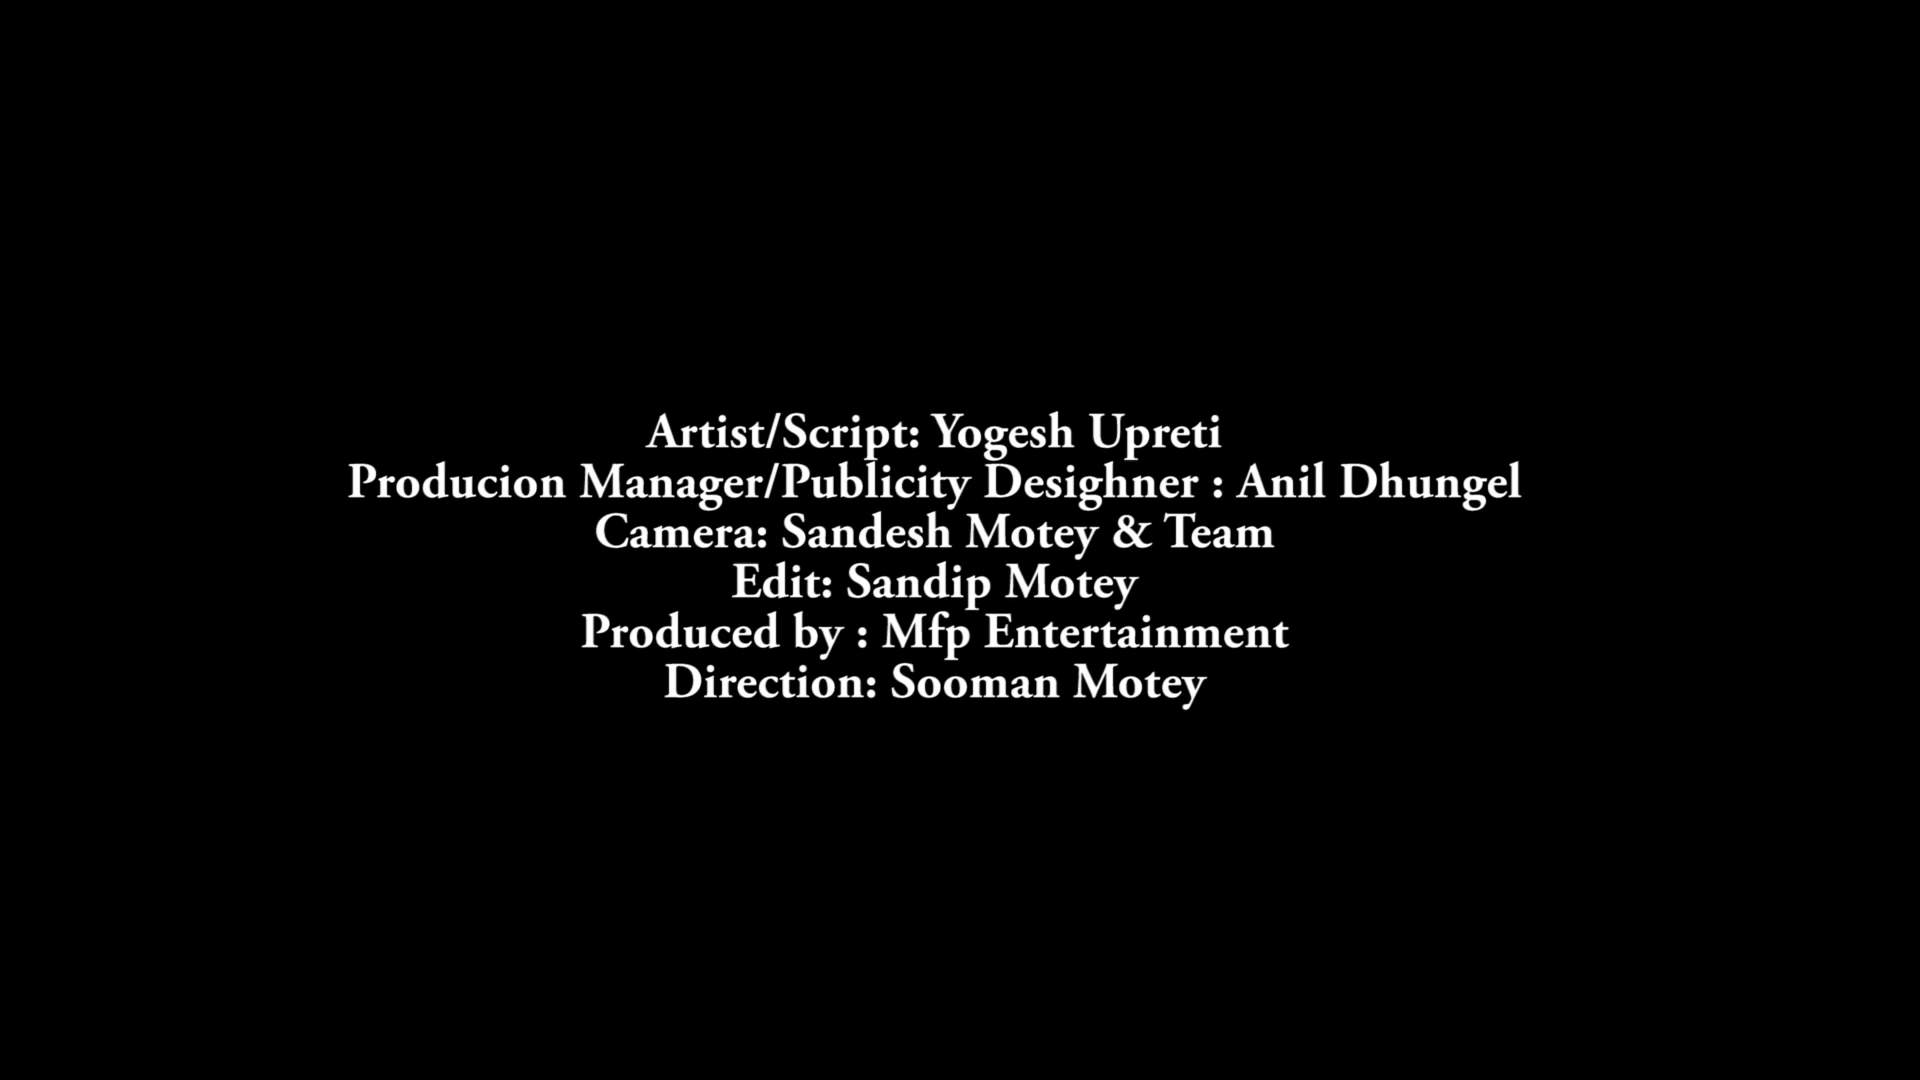 Artist/Script: Yogesh Upreti
Producion Manager/Publicity Desighner : Anil Dhungel
Camera: Sandesh Motey & Team
Edit: Sandip Motey
Produced by : Mfp Entertainment
Direction: Sooman Motey